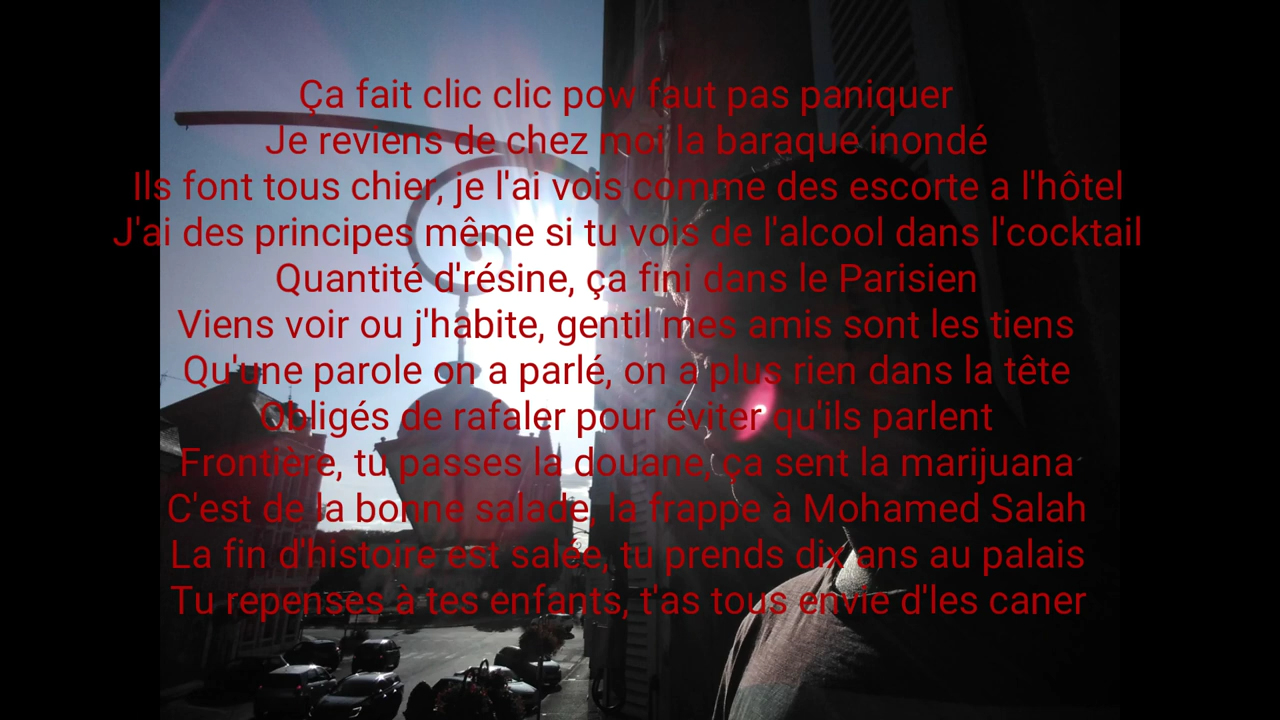 Ça fait clic clic pow faut pas paniquer
Je reviens de chez moi la baraque inondé
Ils font tous chier, je l'ai vois comme des escorte a l'hôtel
J'ai des principes même si tu vois de l'alcool dans l'cocktail
Quantité d'résine, ça fini dans le Parisien
Viens voir ou j'habite, gentil mes amis sont les tiens
Qu'une parole on a parlé, on a plus rien dans la tête
Obligés de rafaler pour éviter qu'ils parlent
Frontière, tu passes la douane, ça sent la marijuana
C'est de la bonne salade, la frappe à Mohamed Salah
La fin d'histoire est salée, tu prends dix ans au palais
Tu repenses à tes enfants, t'as tous envie d'les caner